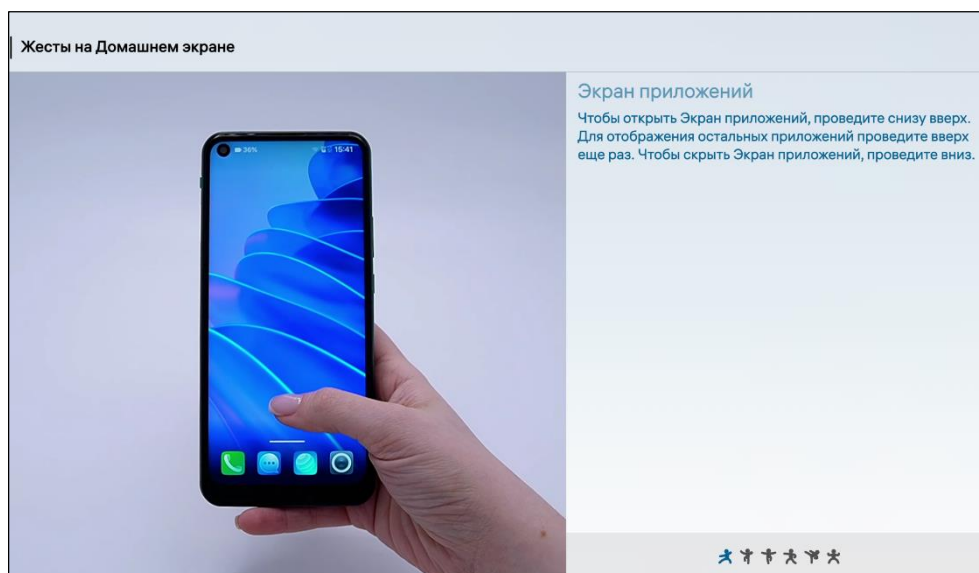 Жесты на Домашнем экране
Экран приложений
Чтобы открыть Экран приложений, проведите снизу вверх.
Для отображения остальных приложений проведите вверх
еще раз. Чтобы скрыть Экран приложений, проведите вниз.
36%
15:41